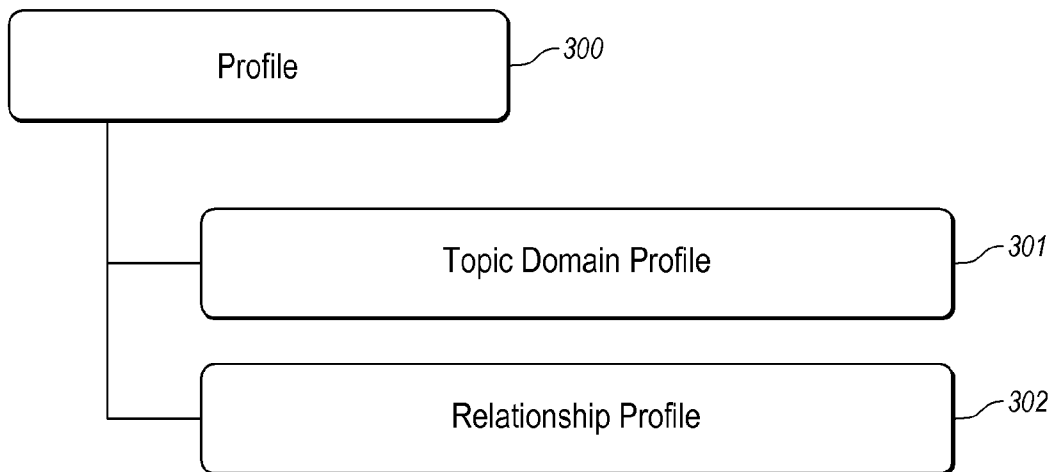 Profile
300
Topic Domain Profile
301
Relationship Profile
302